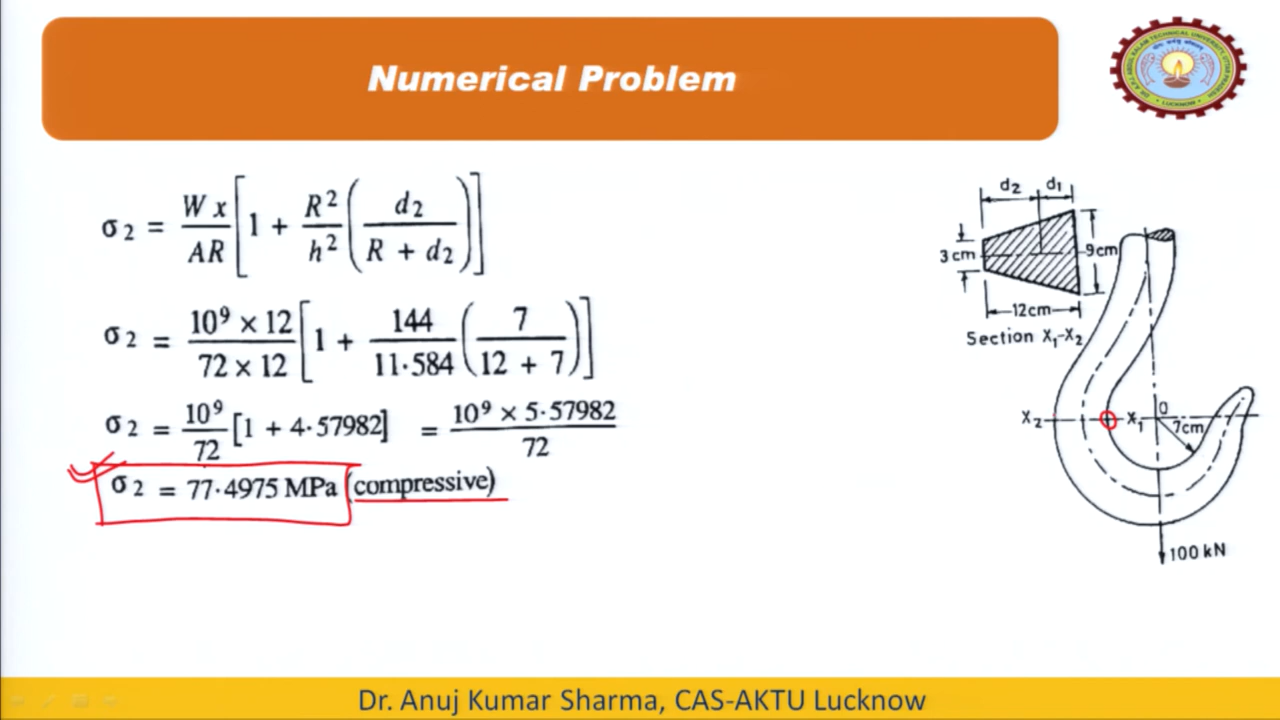 Numerical Problem
σ2 = W x / AR [1 + R² / h² (d2 / R + d2)]
σ2 = 10⁹ × 12 / 72 × 12 [1 + 144 / 11·584 (7 / 12 + 7)]
σ2 = 10⁹ / 72 [1 + 4·57982] = 10⁹ × 5·57982 / 72
σ2 = 77·4975 MPa (compressive)
d2 d1
3 cm
9cm
12cm
Section X1-X2
X2 X1 O
7cm
100 kN
Dr. Anuj Kumar Sharma, CAS-AKTU Lucknow
LUCKNOW